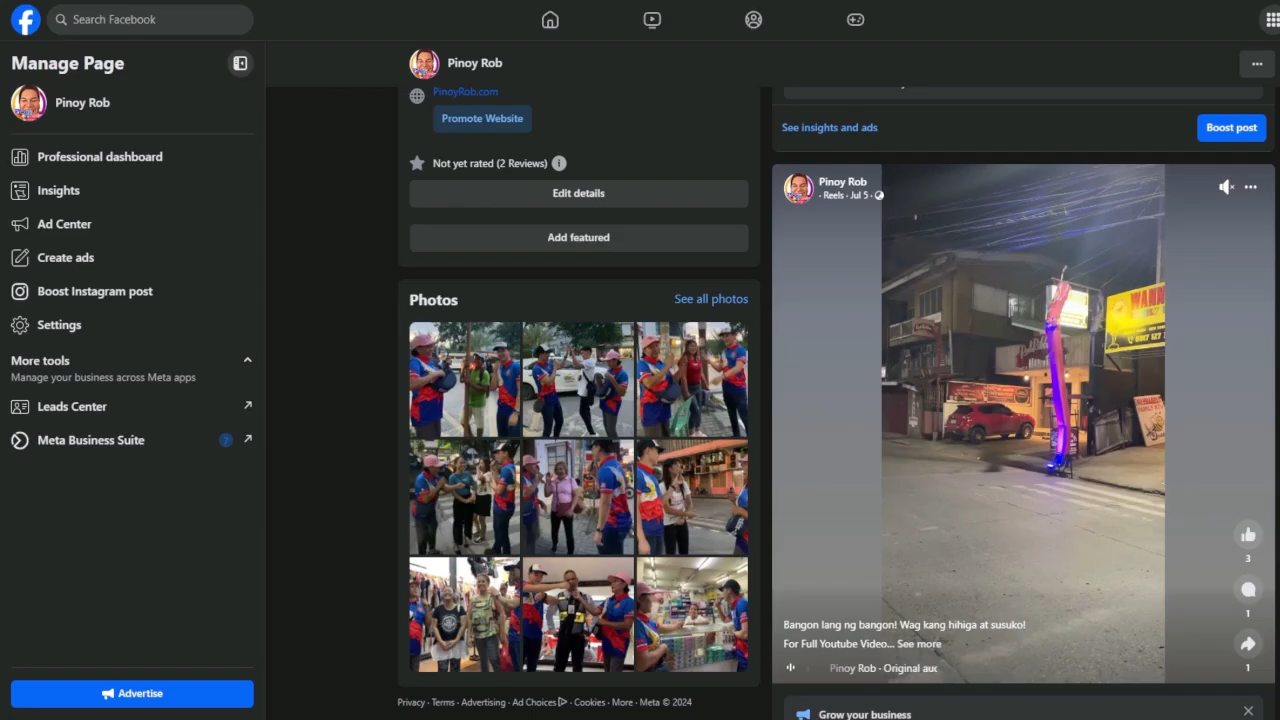 Search Facebook
Manage Page
Pinoy Rob
Professional dashboard
Insights
Ad Center
Create ads
Boost Instagram post
Settings
More tools
Manage your business across Meta apps
Leads Center
Meta Business Suite
?
Advertise
Pinoy Rob
PinoyRob.com
Promote Website
Not yet rated (2 Reviews)
Edit details
Add featured
Photos
See all photos
Privacy · Terms · Advertising · Ad Choices · Cookies · More · Meta © 2024
See insights and ads
Boost post
Pinoy Rob
· Reels · Jul 5 ·
0917 127
3
1
1
Bangon lang ng bangon! Wag kang hihiga at susuko!
For Full Youtube Video... See more
Pinoy Rob · Original
Grow your business